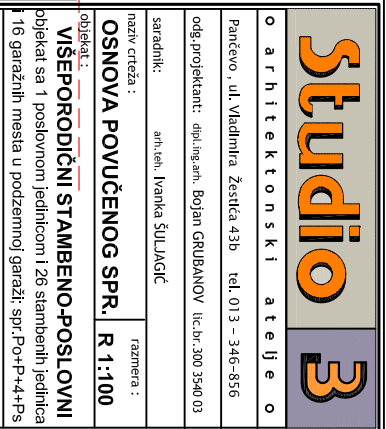 Studio 3
o arhitektonski atelje o
Pančevo, ul. Vladimira Žestića 43b tel. 013 - 346-856
odg.projektant: dipl.ing.arh. Bojan GRUBANOV lic.br.300 3540 03
saradnik: arh.teh. Ivanka ŠULJAGIĆ
naziv crteža :
OSNOVA POVUČENOG SPR.
razmera :
R 1:100
objekat :
VIŠEPORODIČNI STAMBENO-POSLOVNI
objekat sa 1 poslovnom jedinicom i 26 stambenih jedinica
i 16 garažnih mesta u podzemnoj garaži; spr.Po+P+4+Ps